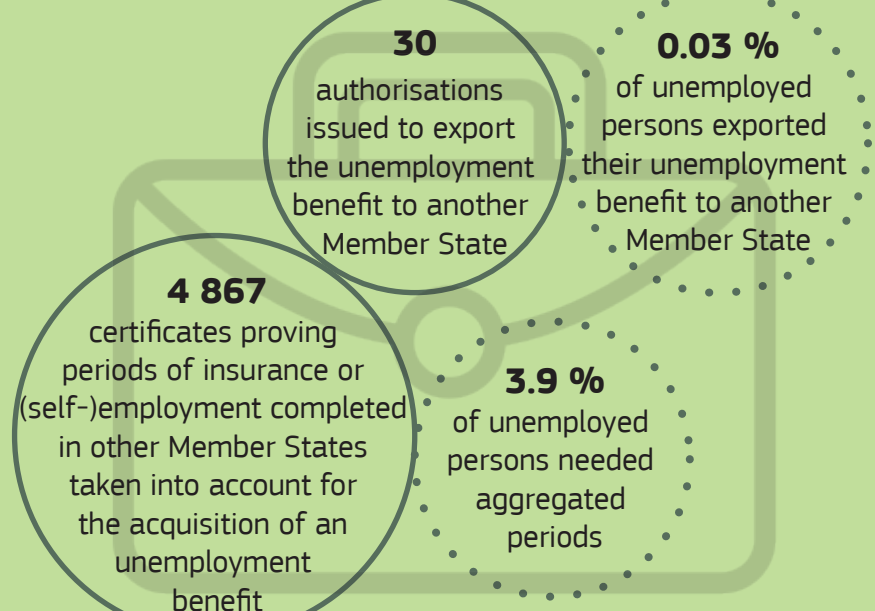 30
authorisations
issued to export
the unemployment
benefit to another
Member State
0.03 %
of unemployed
persons exported
their unemployment
benefit to another
Member State
4 867
certificates proving
periods of insurance or
(self-)employment completed
in other Member States
taken into account for
the acquisition of an
unemployment
benefit
3.9 %
of unemployed
persons needed
aggregated
periods